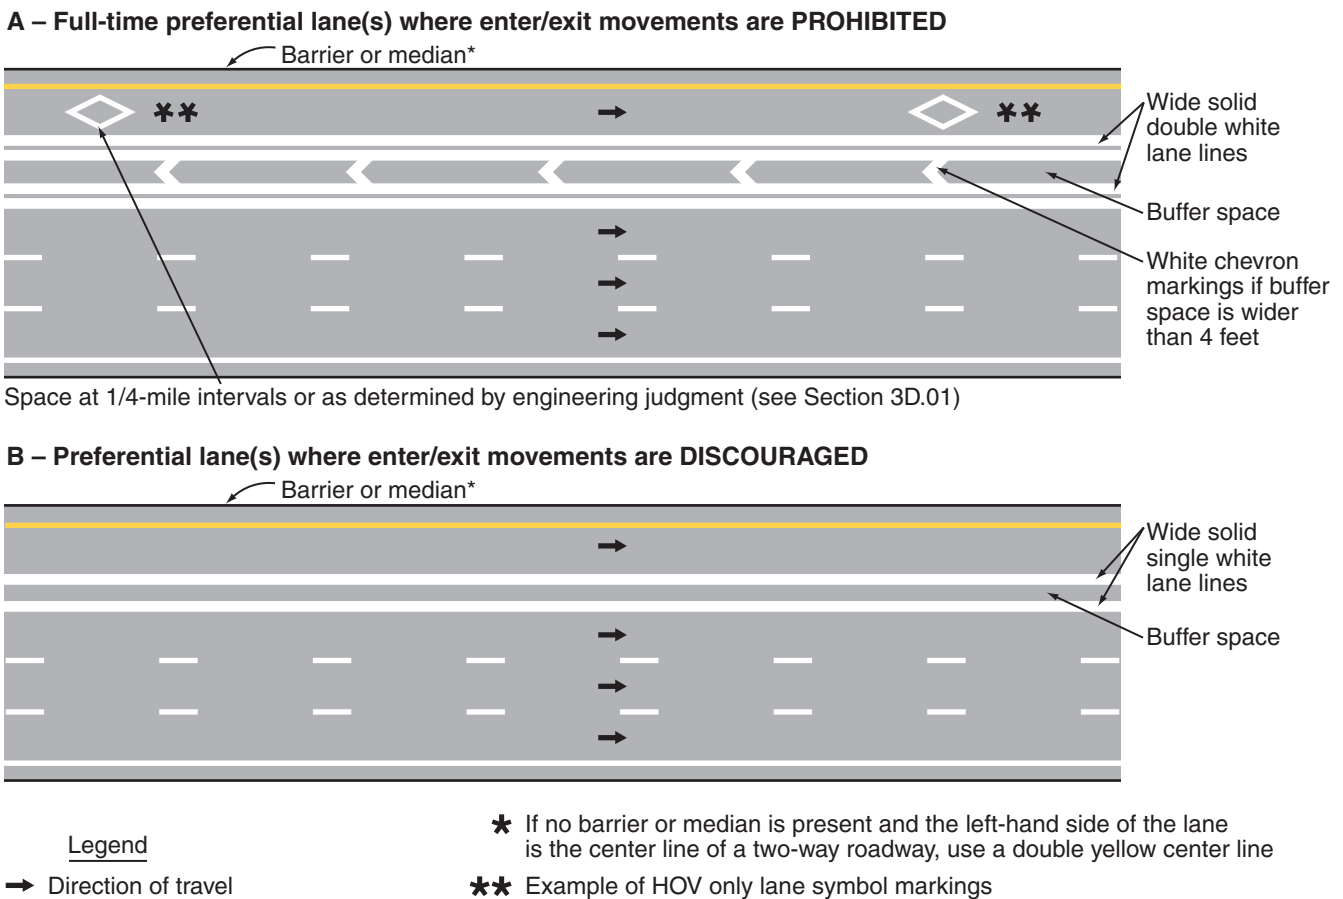 A – Full-time preferential lane(s) where enter/exit movements are PROHIBITED
Barrier or median*
**
**
Wide solid
double white
lane lines
Buffer space
White chevron
markings if buffer
space is wider
than 4 feet
Space at 1/4-mile intervals or as determined by engineering judgment (see Section 3D.01)
B – Preferential lane(s) where enter/exit movements are DISCOURAGED
Barrier or median*
Wide solid
single white
lane lines
Buffer space
Legend
Direction of travel
* If no barrier or median is present and the left-hand side of the lane
is the center line of a two-way roadway, use a double yellow center line
** Example of HOV only lane symbol markings